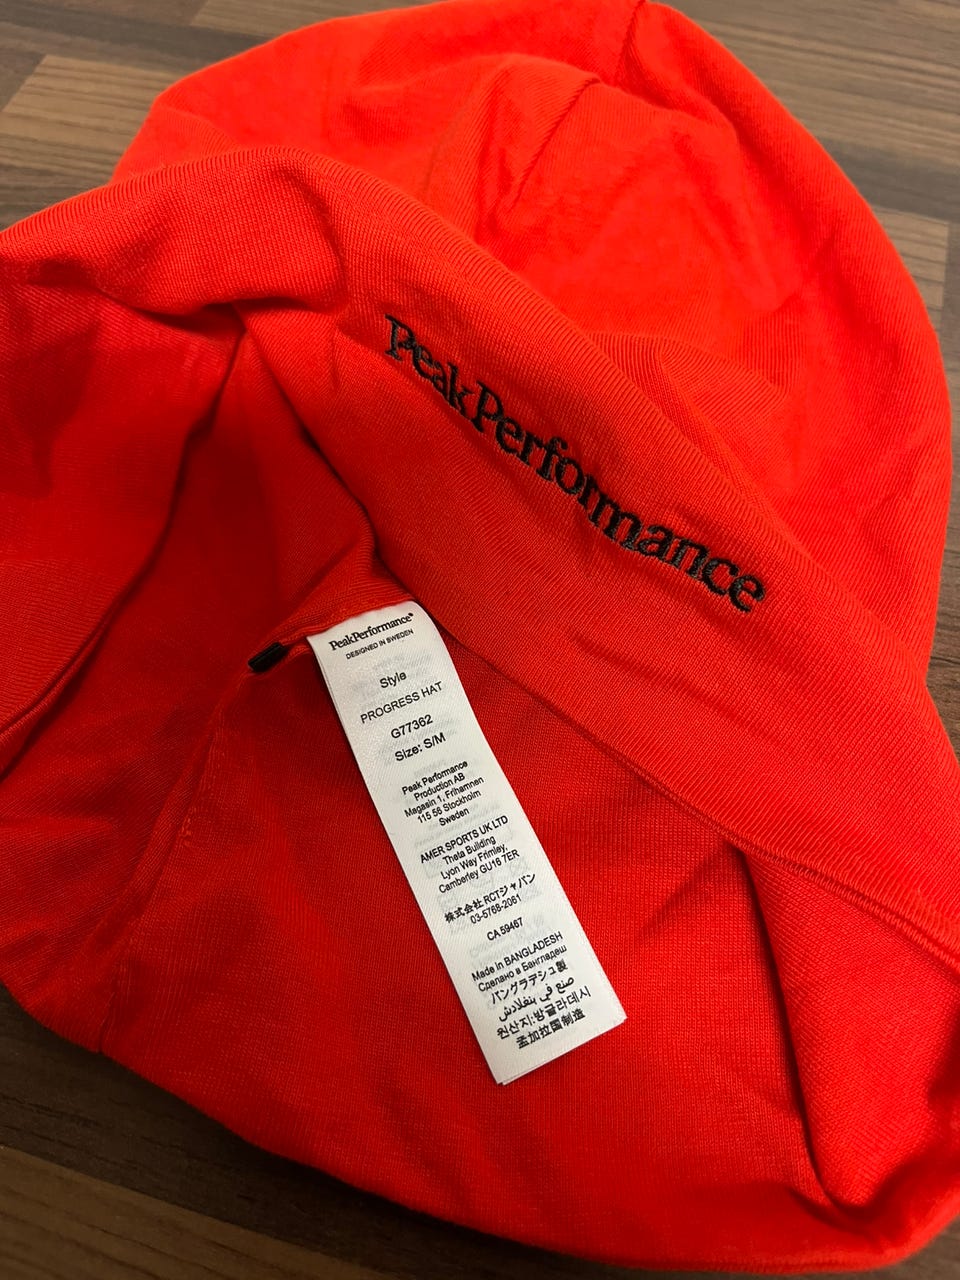 Peak Performance
PeakPerformance
DESIGNED IN SWEDEN
Style
PROGRESS HAT
G77362
Size: S/M
Peak Performance
Production AB
Magasin 1, Frihamnen
115 56 Stockholm
Sweden
AMER SPORTS UK LTD
Theta Building
Lyon Way Frimley,
Camberley GU16 7ER
株式会社 RCTジャパン
03-5768-2061
CA 59467
Made in BANGLADESH
Сделано в Бангладеш
バングラデシュ製
صنع في بنغلادش
원산지:방글라데시
孟加拉国制造